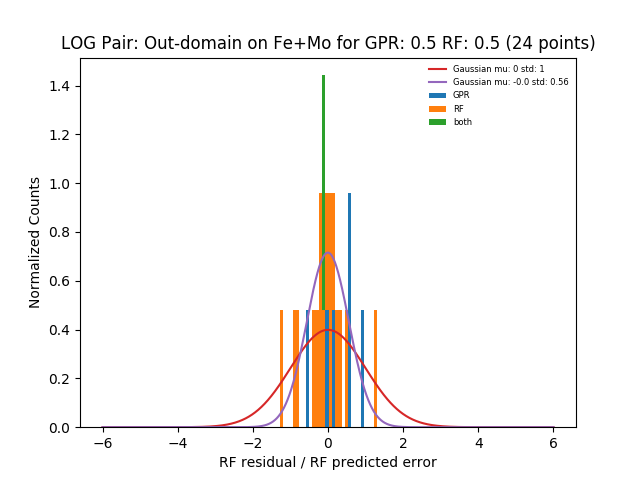 LOG Pair: Out-domain on Fe+Mo for GPR: 0.5 RF: 0.5 (24 points)
Gaussian mu: 0 std: 1
Gaussian mu: -0.0 std: 0.56
GPR
RF
both
Normalized Counts
1.4
1.2
1.0
0.8
0.6
0.4
0.2
0.0
−6
−4
−2
0
2
4
6
RF residual / RF predicted error